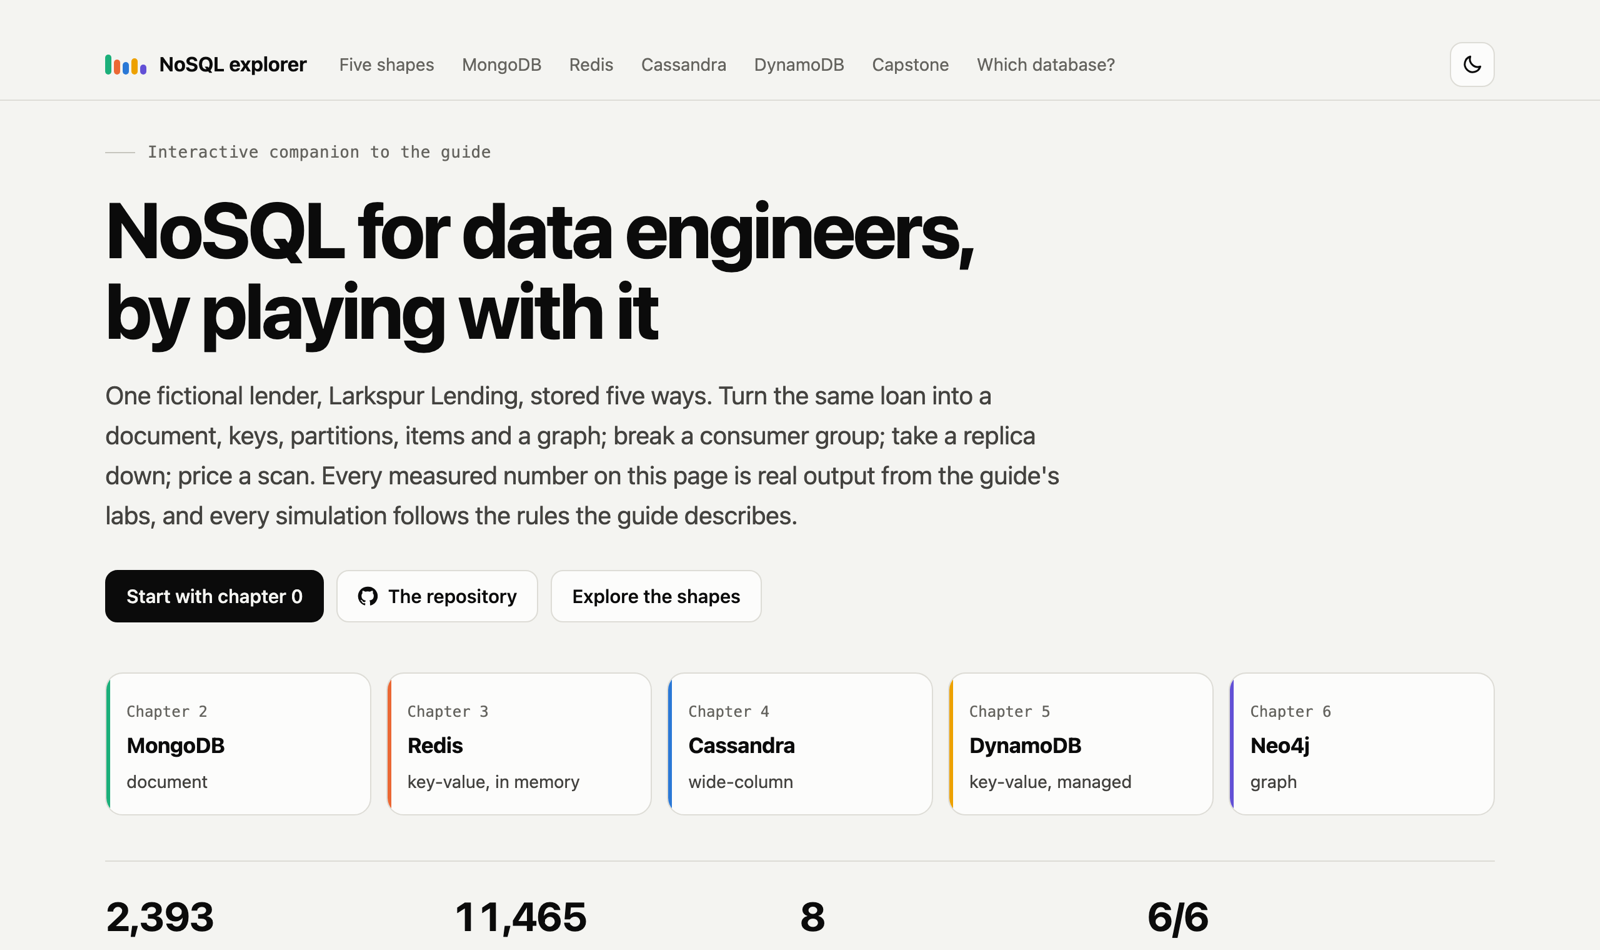 NoSQL explorer Five shapes MongoDB Redis Cassandra DynamoDB Capstone Which database?
Interactive companion to the guide
NoSQL for data engineers,
by playing with it
One fictional lender, Larkspur Lending, stored five ways. Turn the same loan into a
document, keys, partitions, items and a graph; break a consumer group; take a replica
down; price a scan. Every measured number on this page is real output from the guide's
labs, and every simulation follows the rules the guide describes.
Start with chapter 0
The repository
Explore the shapes
Chapter 2
MongoDB
document
Chapter 3
Redis
key-value, in memory
Chapter 4
Cassandra
wide-column
Chapter 5
DynamoDB
key-value, managed
Chapter 6
Neo4j
graph
2,393
11,465
8
6/6